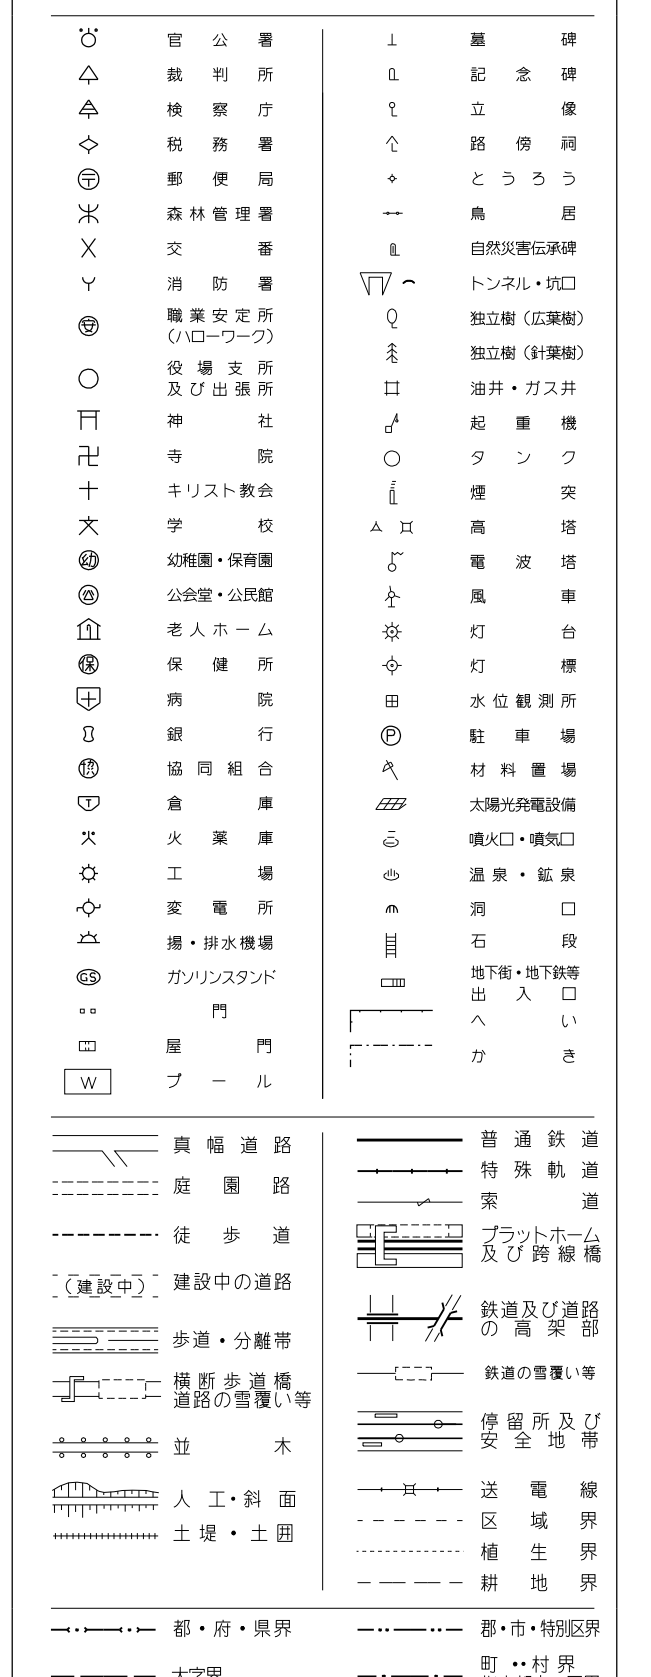 官公署
裁判所
検察庁
税務署
郵便局
森林管理署
交番
消防署
安 職業安定所
(ハローワーク)
役場支所
及び出張所
神社
寺院
キリスト教会
文 学校
幼 幼稚園・保育園
公 公会堂・公民館
老人ホーム
保 保健所
病院
銀行
協 協同組合
T 倉庫
火薬庫
工場
変電所
揚・排水機場
GS ガソリンスタンド
門
屋門
W プール
墓碑
記念碑
立像
路傍祠
とうろう
鳥居
自然災害伝承碑
トンネル・坑口
独立樹(広葉樹)
独立樹(針葉樹)
油井・ガス井
起重機
タンク
煙突
高塔
電波塔
風車
灯台
灯標
水位観測所
P 駐車場
材料置場
太陽光発電設備
噴火口・噴気口
温泉・鉱泉
洞口
石段
地下街・地下鉄等
出入口
へい
かき
真幅道路
庭園路
徒歩道
(建設中) 建設中の道路
歩道・分離帯
横断歩道橋
道路の雪覆い等
並木
人工・斜面
土堤・土囲
普通鉄道
特殊軌道
索道
プラットホーム
及び跨線橋
鉄道及び道路
の高架部
鉄道の雪覆い等
停留所及び
安全地帯
送電線
区域界
植生界
耕地界
都・府・県界
大字界
郡・市・特別区界
町・村界